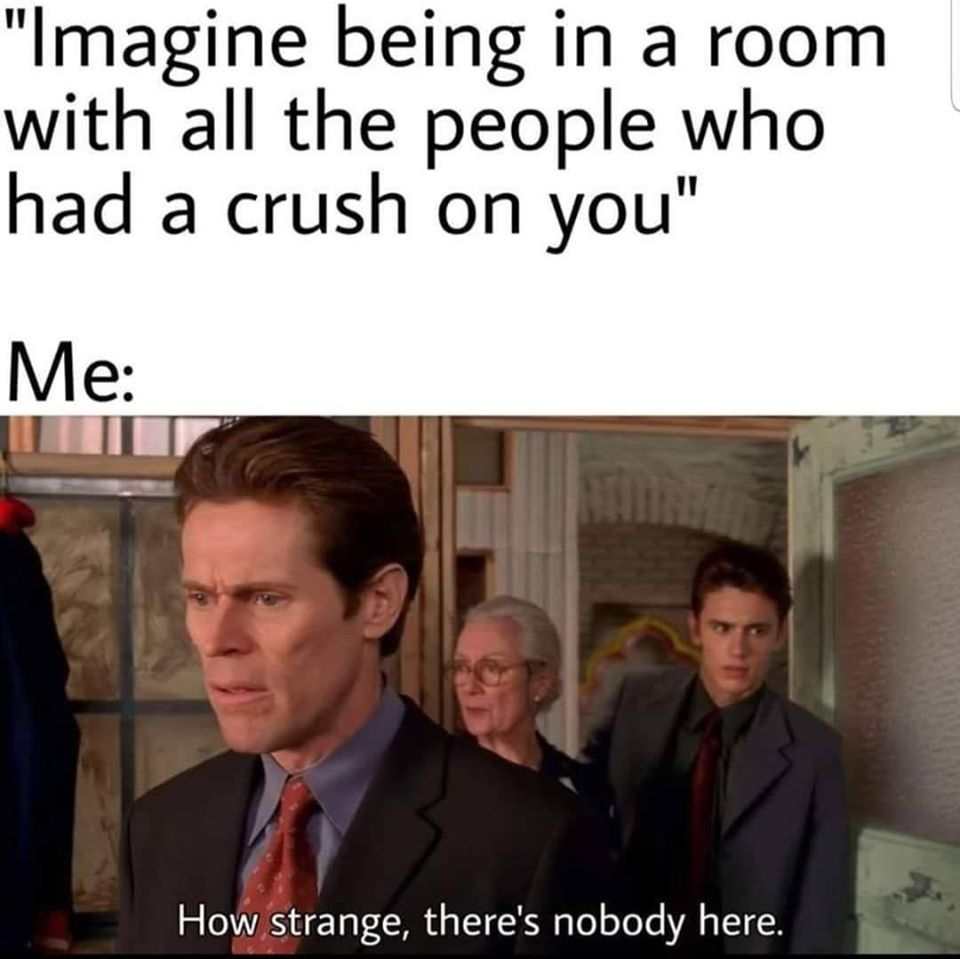 "Imagine being in a room
with all the people who
had a crush on you"
Me:
How strange, there's nobody here.